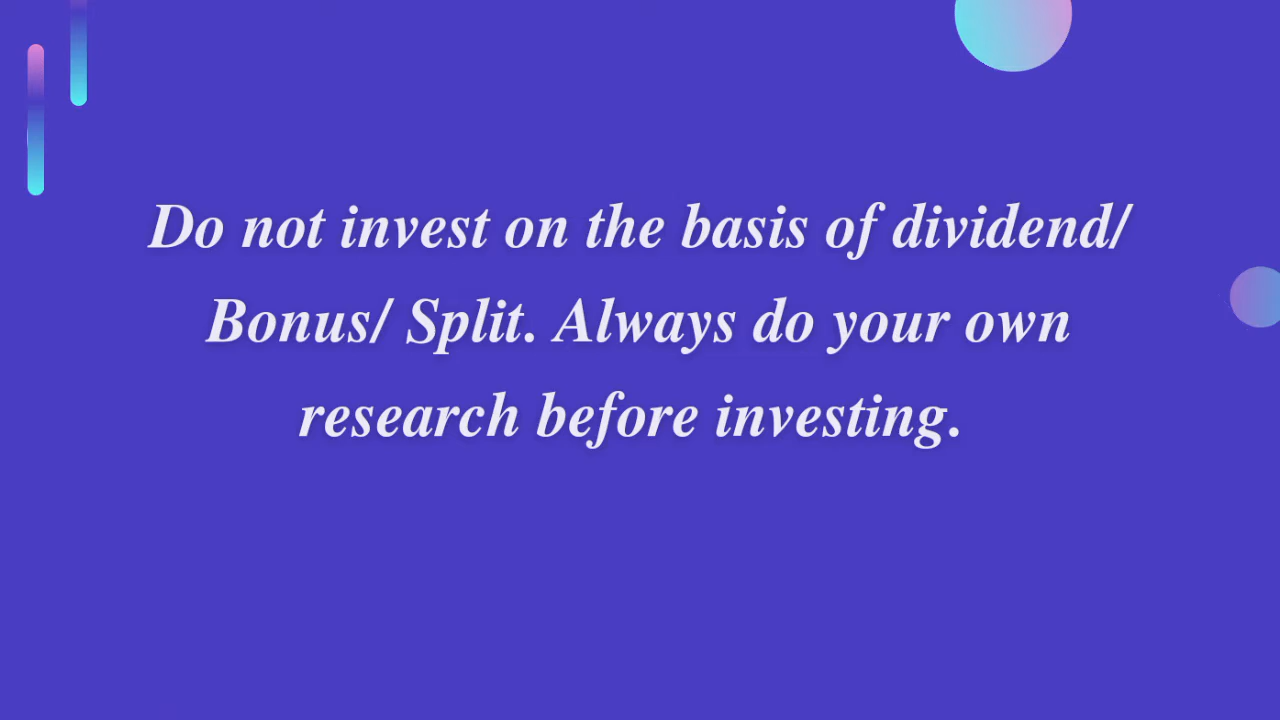 Do not invest on the basis of dividend/
Bonus/ Split. Always do your own
research before investing.